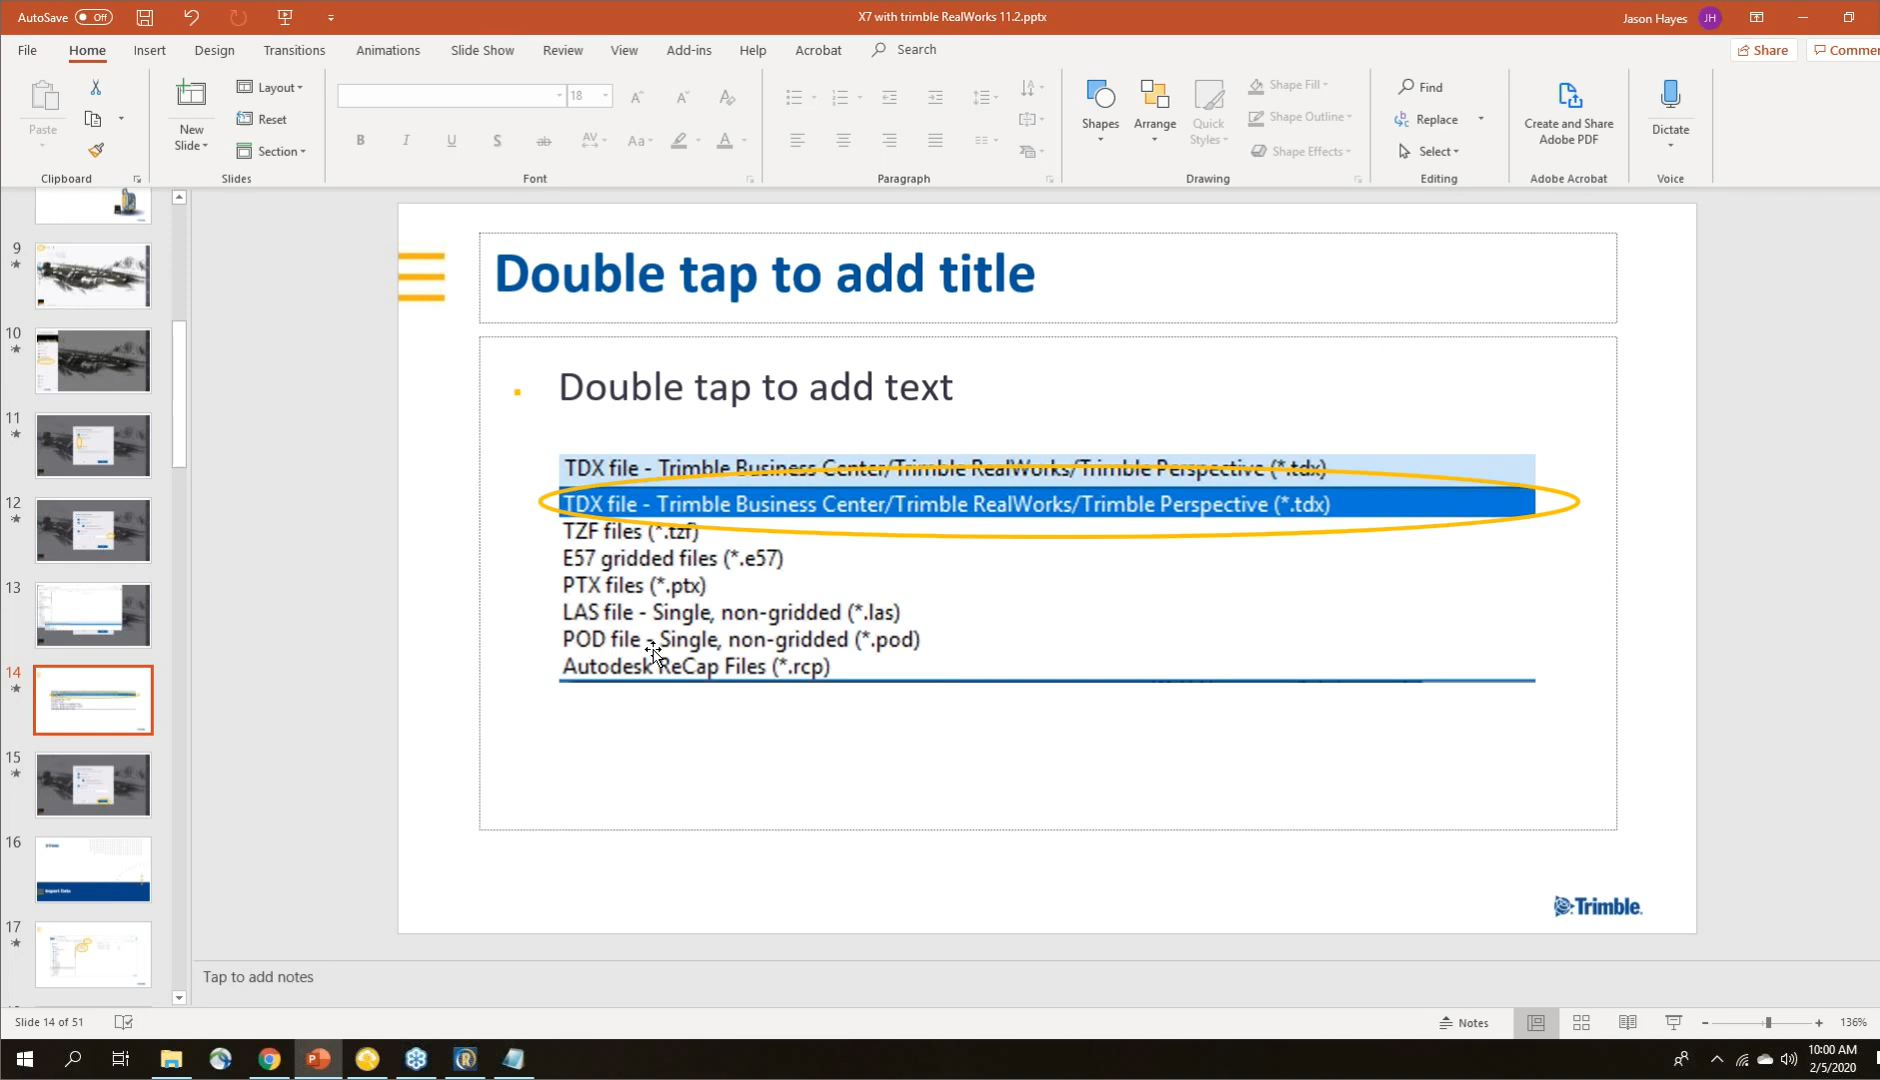 AutoSave Off
X7 with trimble RealWorks 11.2.pptx
Jason Hayes JH
File Home Insert Design Transitions Animations Slide Show Review View Add-ins Help Acrobat Search
Share Comme
Paste
Clipboard
New Slide
Layout
Reset
Section
Slides
18
B I U S ab AV Aa A
Font
Paragraph
Shapes
Arrange
Quick Styles
Shape Fill
Shape Outline
Shape Effects
Drawing
Find
Replace
Select
Editing
Create and Share
Adobe PDF
Adobe Acrobat
Dictate
Voice
9
10
11
12
13
14
15
16
Import Data
17
Double tap to add title
Double tap to add text
TDX file - Trimble Business Center/Trimble RealWorks/Trimble Perspective (*.tdx)
TDX file - Trimble Business Center/Trimble RealWorks/Trimble Perspective (*.tdx)
TZF files (*.tzf)
E57 gridded files (*.e57)
PTX files (*.ptx)
LAS file - Single, non-gridded (*.las)
POD file - Single, non-gridded (*.pod)
Autodesk ReCap Files (*.rcp)
Trimble.
Tap to add notes
Slide 14 of 51
Notes
136%
10:00 AM
2/5/2020